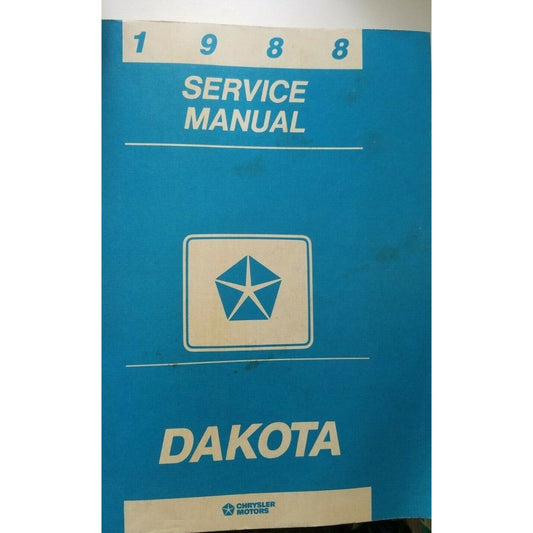 1 9 8 8
SERVICE
MANUAL
DAKOTA
CHRYSLER
MOTORS